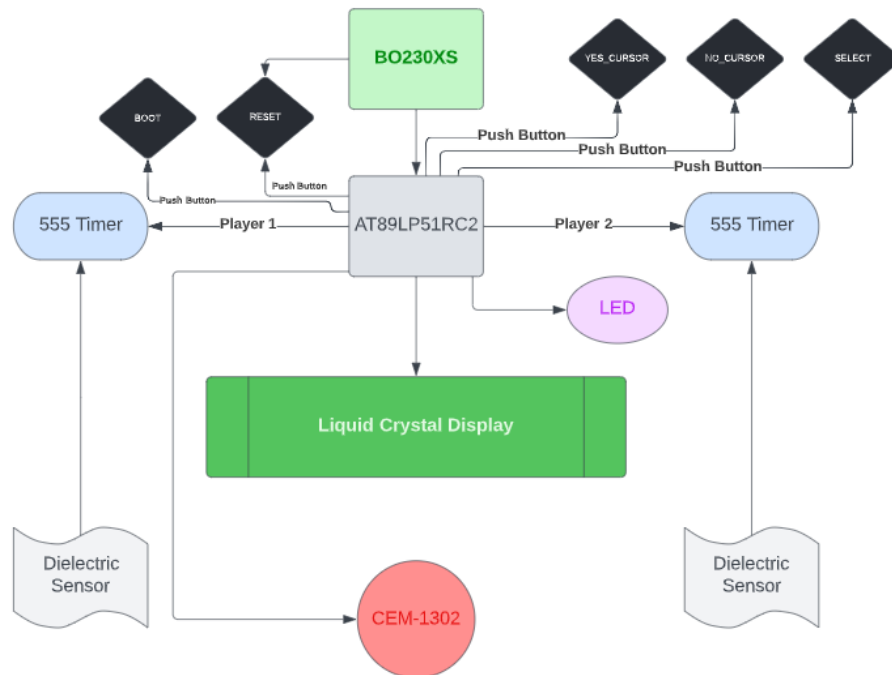 BO230XS
YES_CURSOR
NO_CURSOR
SELECT
BOOT
RESET
Push Button
Push Button
Push Button
Push Button
Push Button
555 Timer
Player 1
AT89LP51RC2
Player 2
555 Timer
LED
Liquid Crystal Display
Dielectric
Sensor
Dielectric
Sensor
CEM-1302